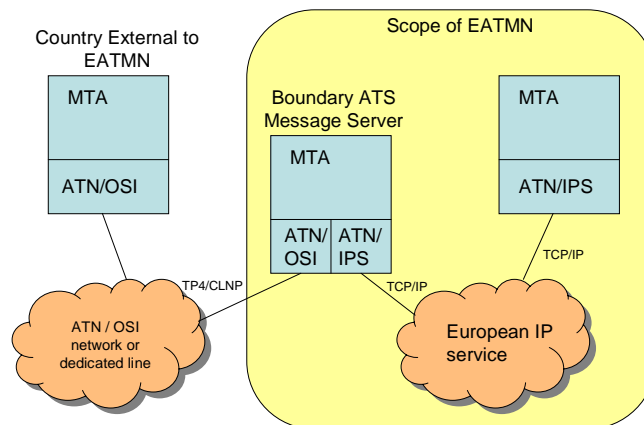 Scope of EATMN
Country External to
EATMN
MTA
ATN/OSI
Boundary ATS
Message Server
MTA
ATN/
OSI
ATN/
IPS
MTA
ATN/IPS
TP4/CLNP
TCP/IP
TCP/IP
ATN / OSI
network or
dedicated line
European IP
service